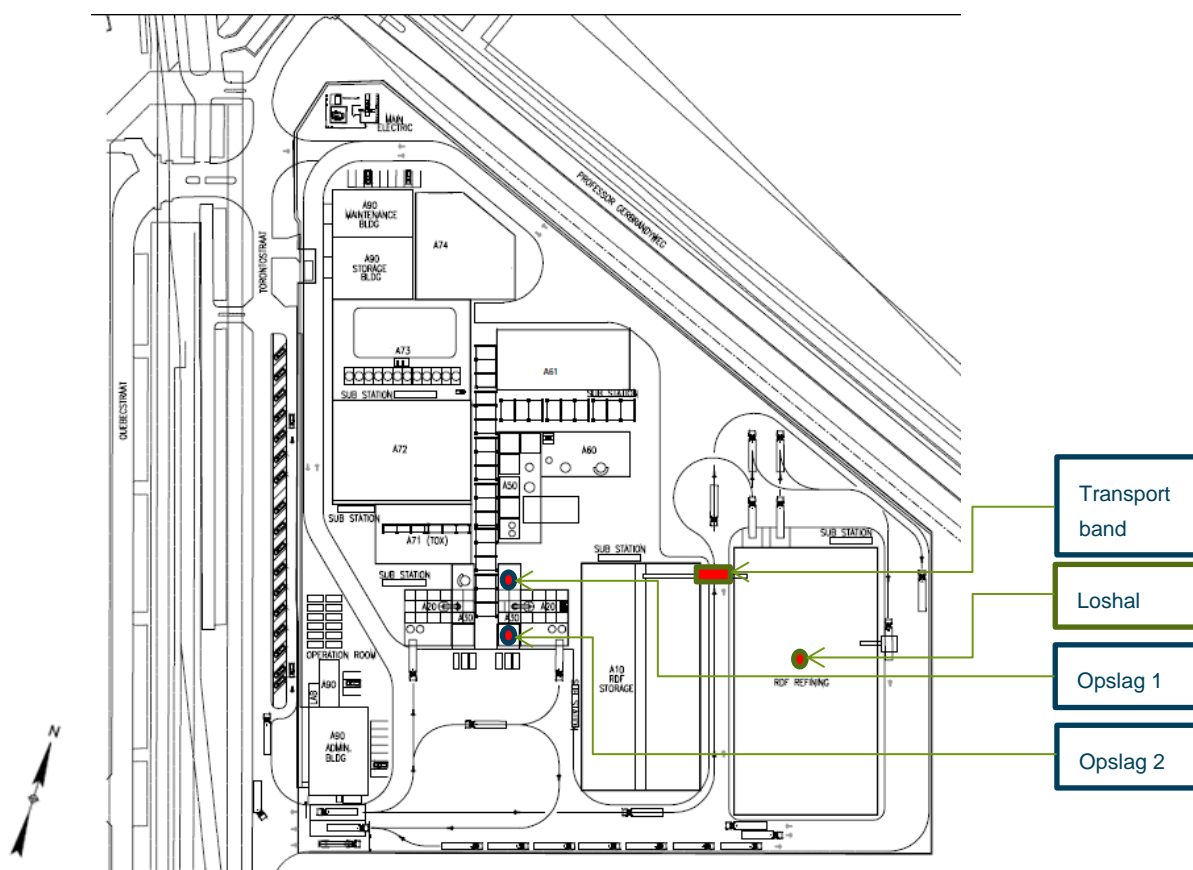 MAIN
ELECTRIC
PROFESSOR GERBRANDYWEG
A90
MAINTENANCE
BLDG
A74
A90
STORAGE
BLDG
TORONTOSTRAAT
QUEBECSTRAAT
A73
SUB STATION
A61
SUB STATION
A72
A60
A50
SUB STATION
A71 (TOX)
SUB STATION
SUB STATION
SUB STATION
A20
A30
A30
A20
OPERATION ROOM
LAB
A90
A90
ADMIN.
BLDG
A10
RDF
STORAGE
RDF REFINING
N
Transport
band
Loshal
Opslag 1
Opslag 2